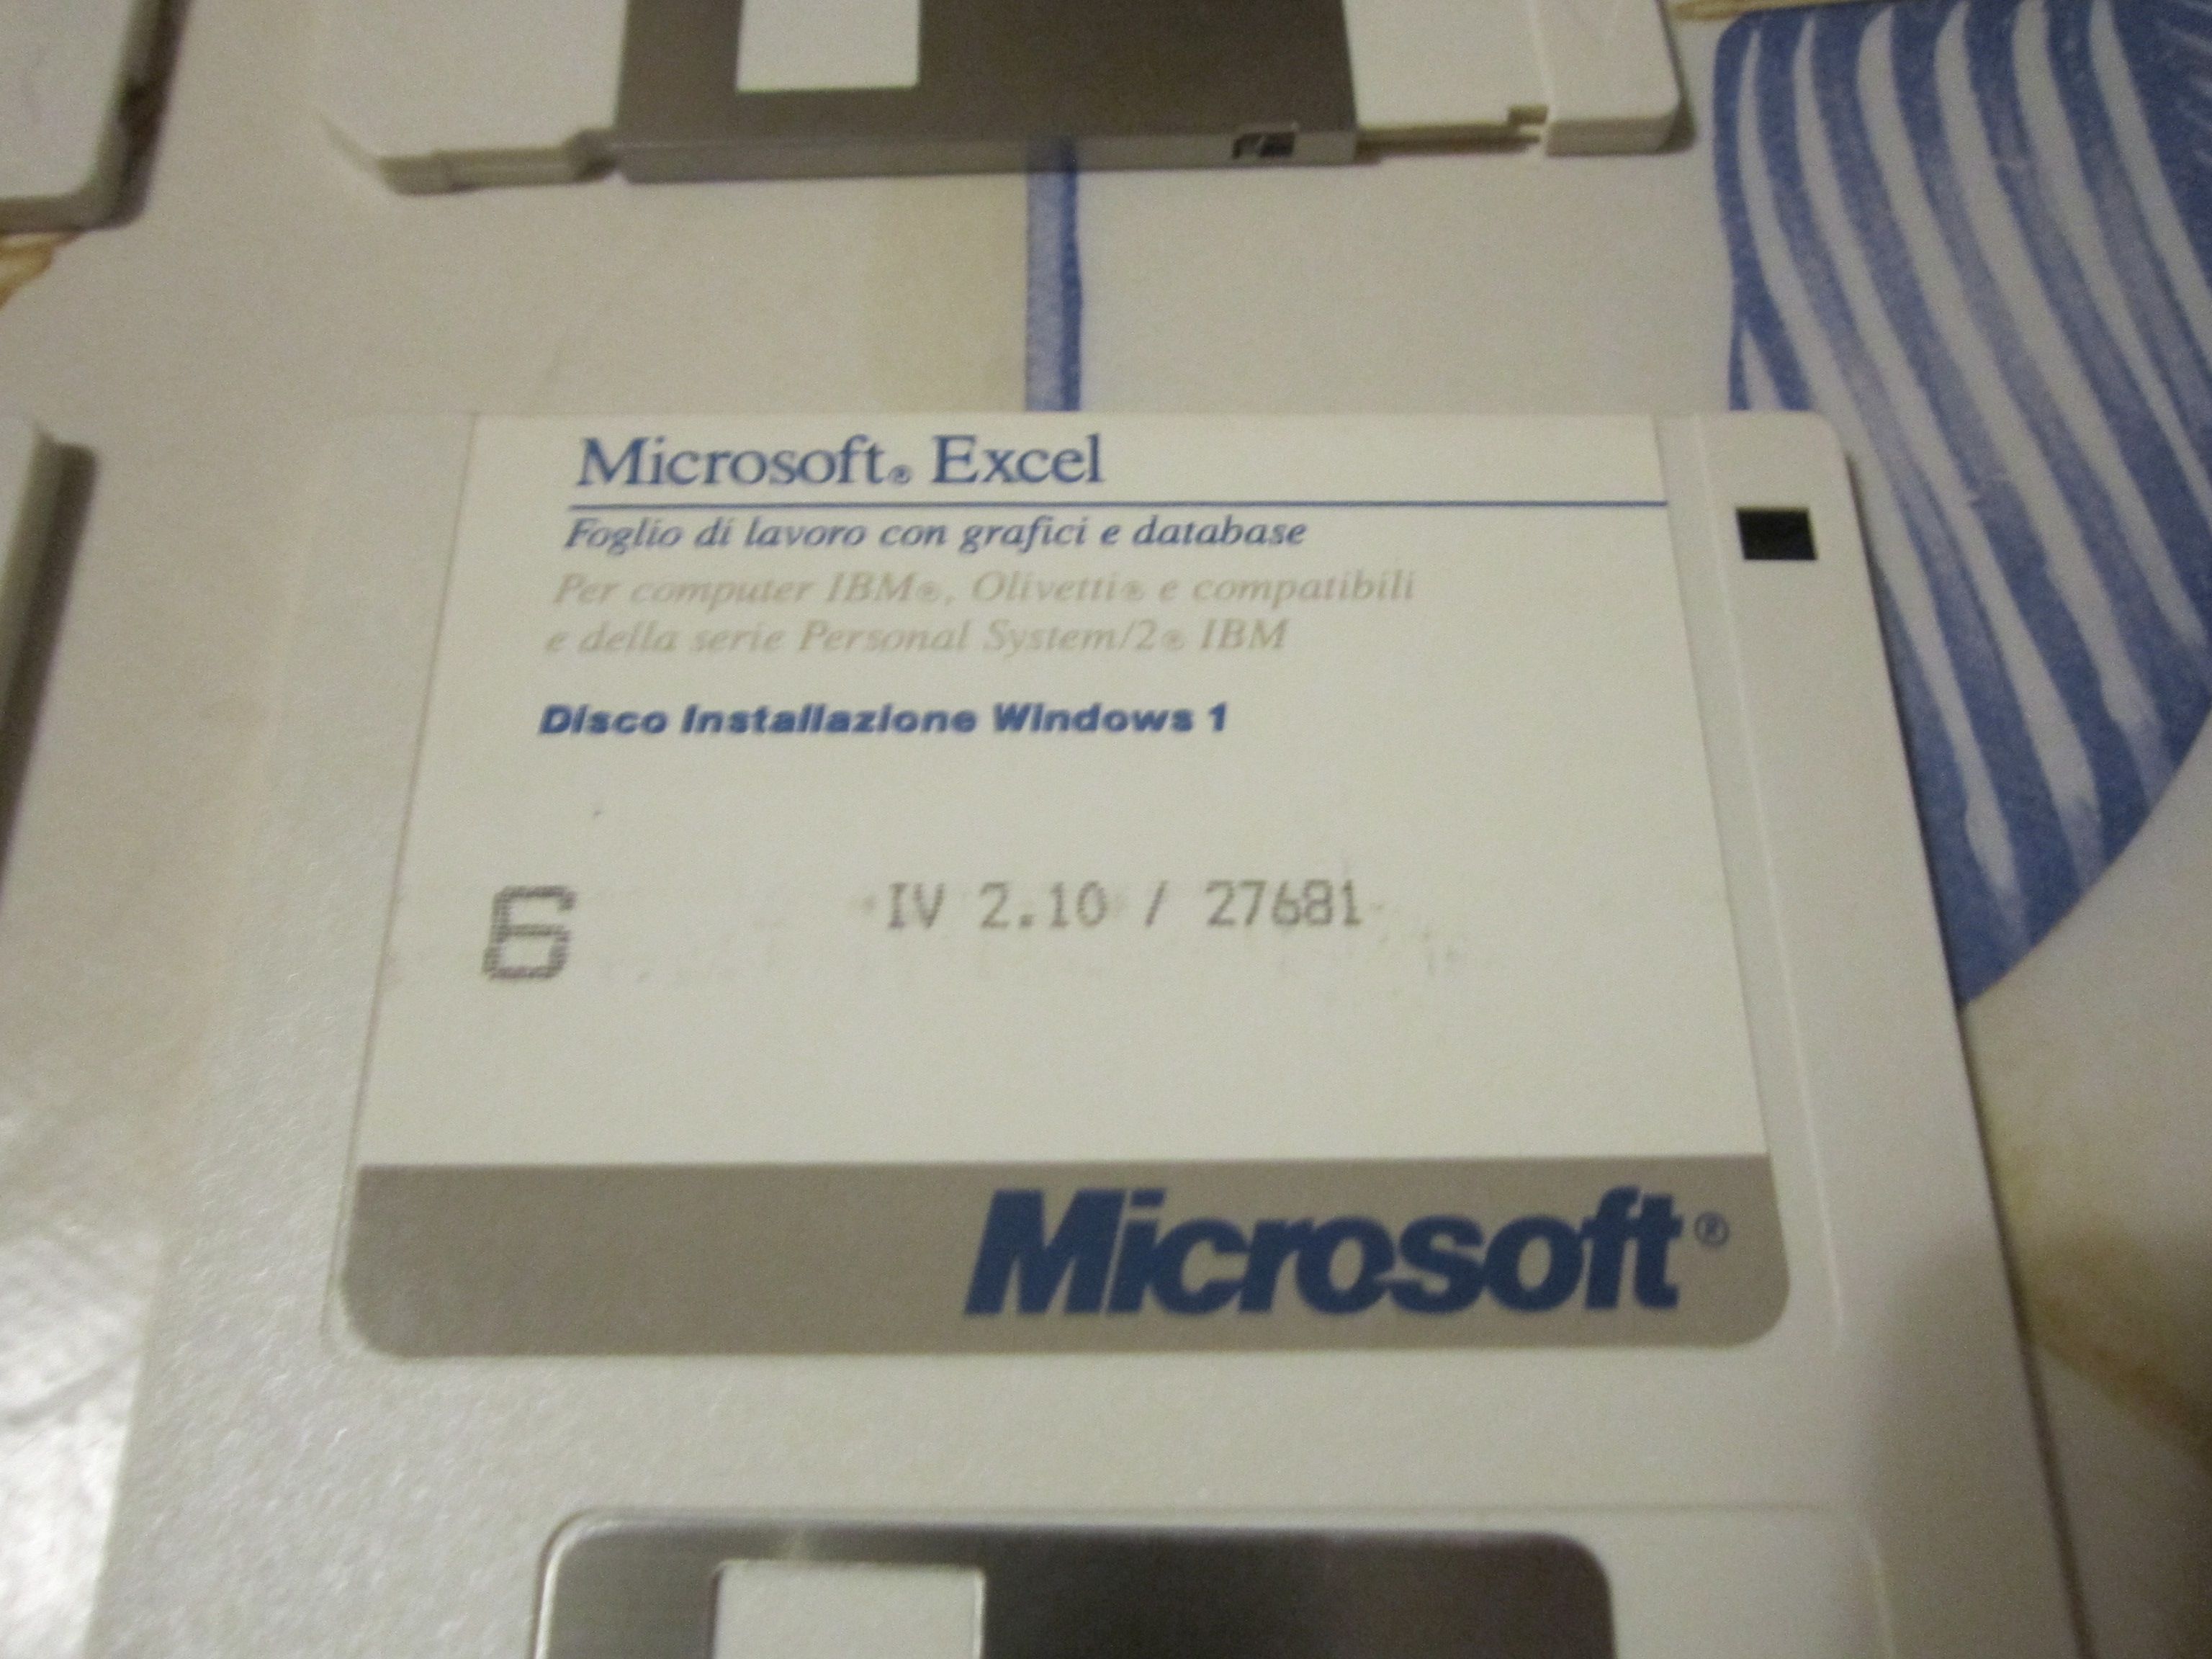 Microsoft® Excel
Foglio di lavoro con grafici e database
Per computer IBM®, Olivetti® e compatibili
e della serie Personal System/2® IBM
Disco Installazione Windows 1
6 IV 2.10 / 27681
Microsoft®